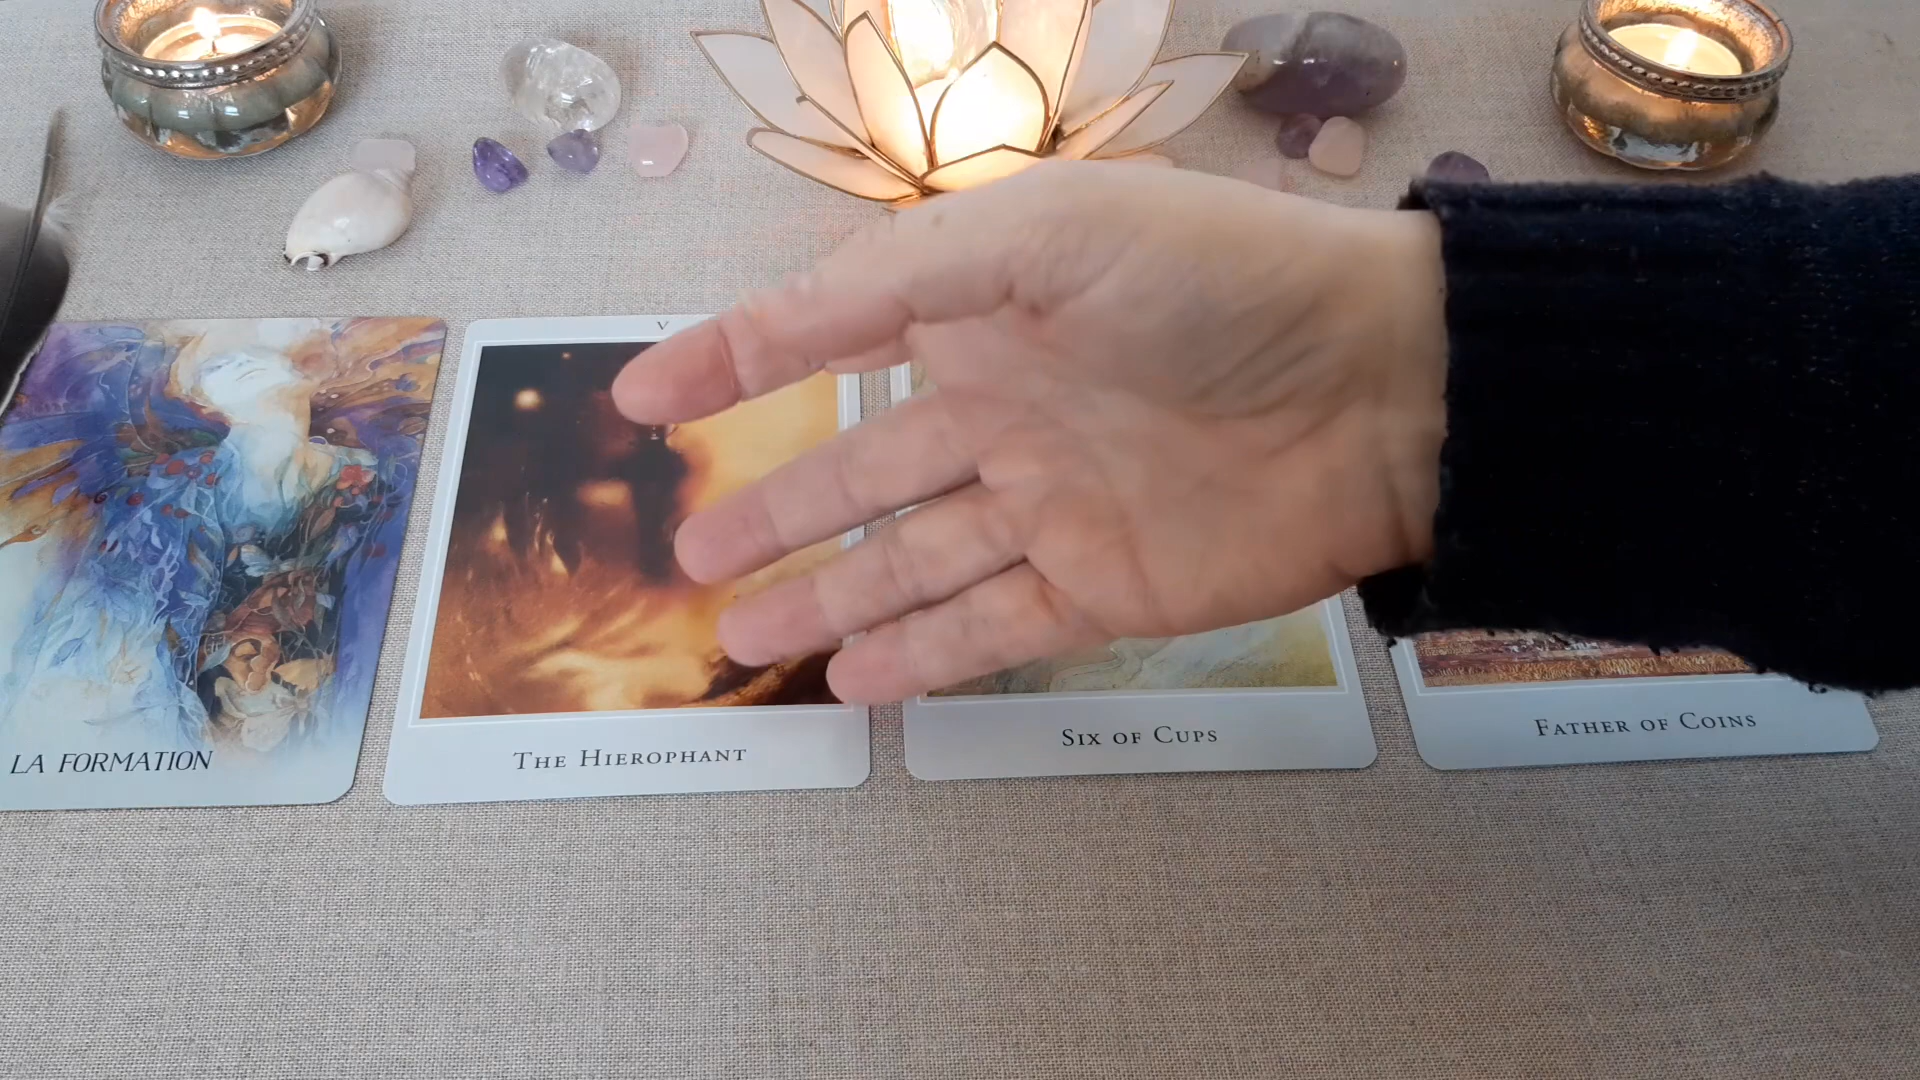 V
LA FORMATION
The Hierophant
Six of Cups
Father of Coins